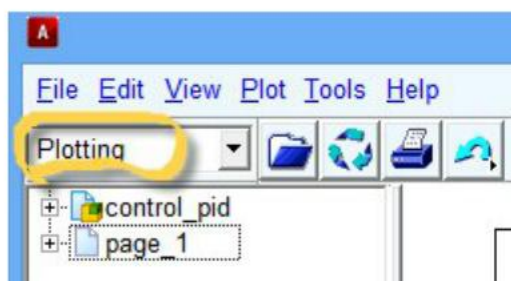 A
File Edit View Plot Tools Help
Plotting
control_pid
page_1